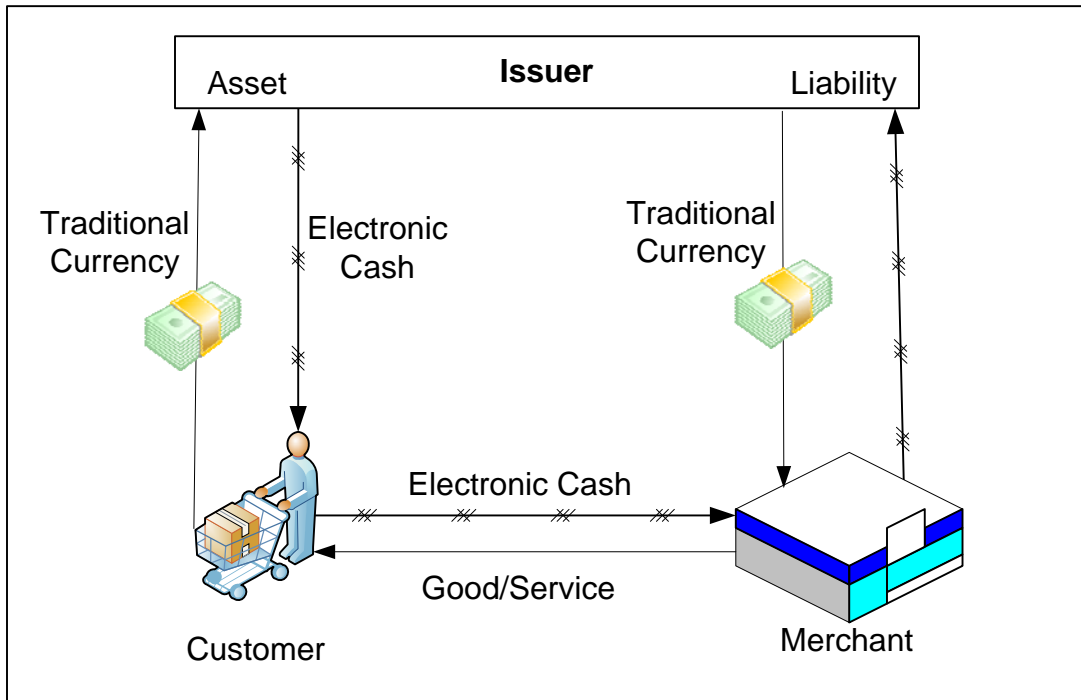 Issuer
Asset
Liability
Traditional
Currency
Electronic
Cash
Traditional
Currency
Electronic Cash
Good/Service
Customer
Merchant